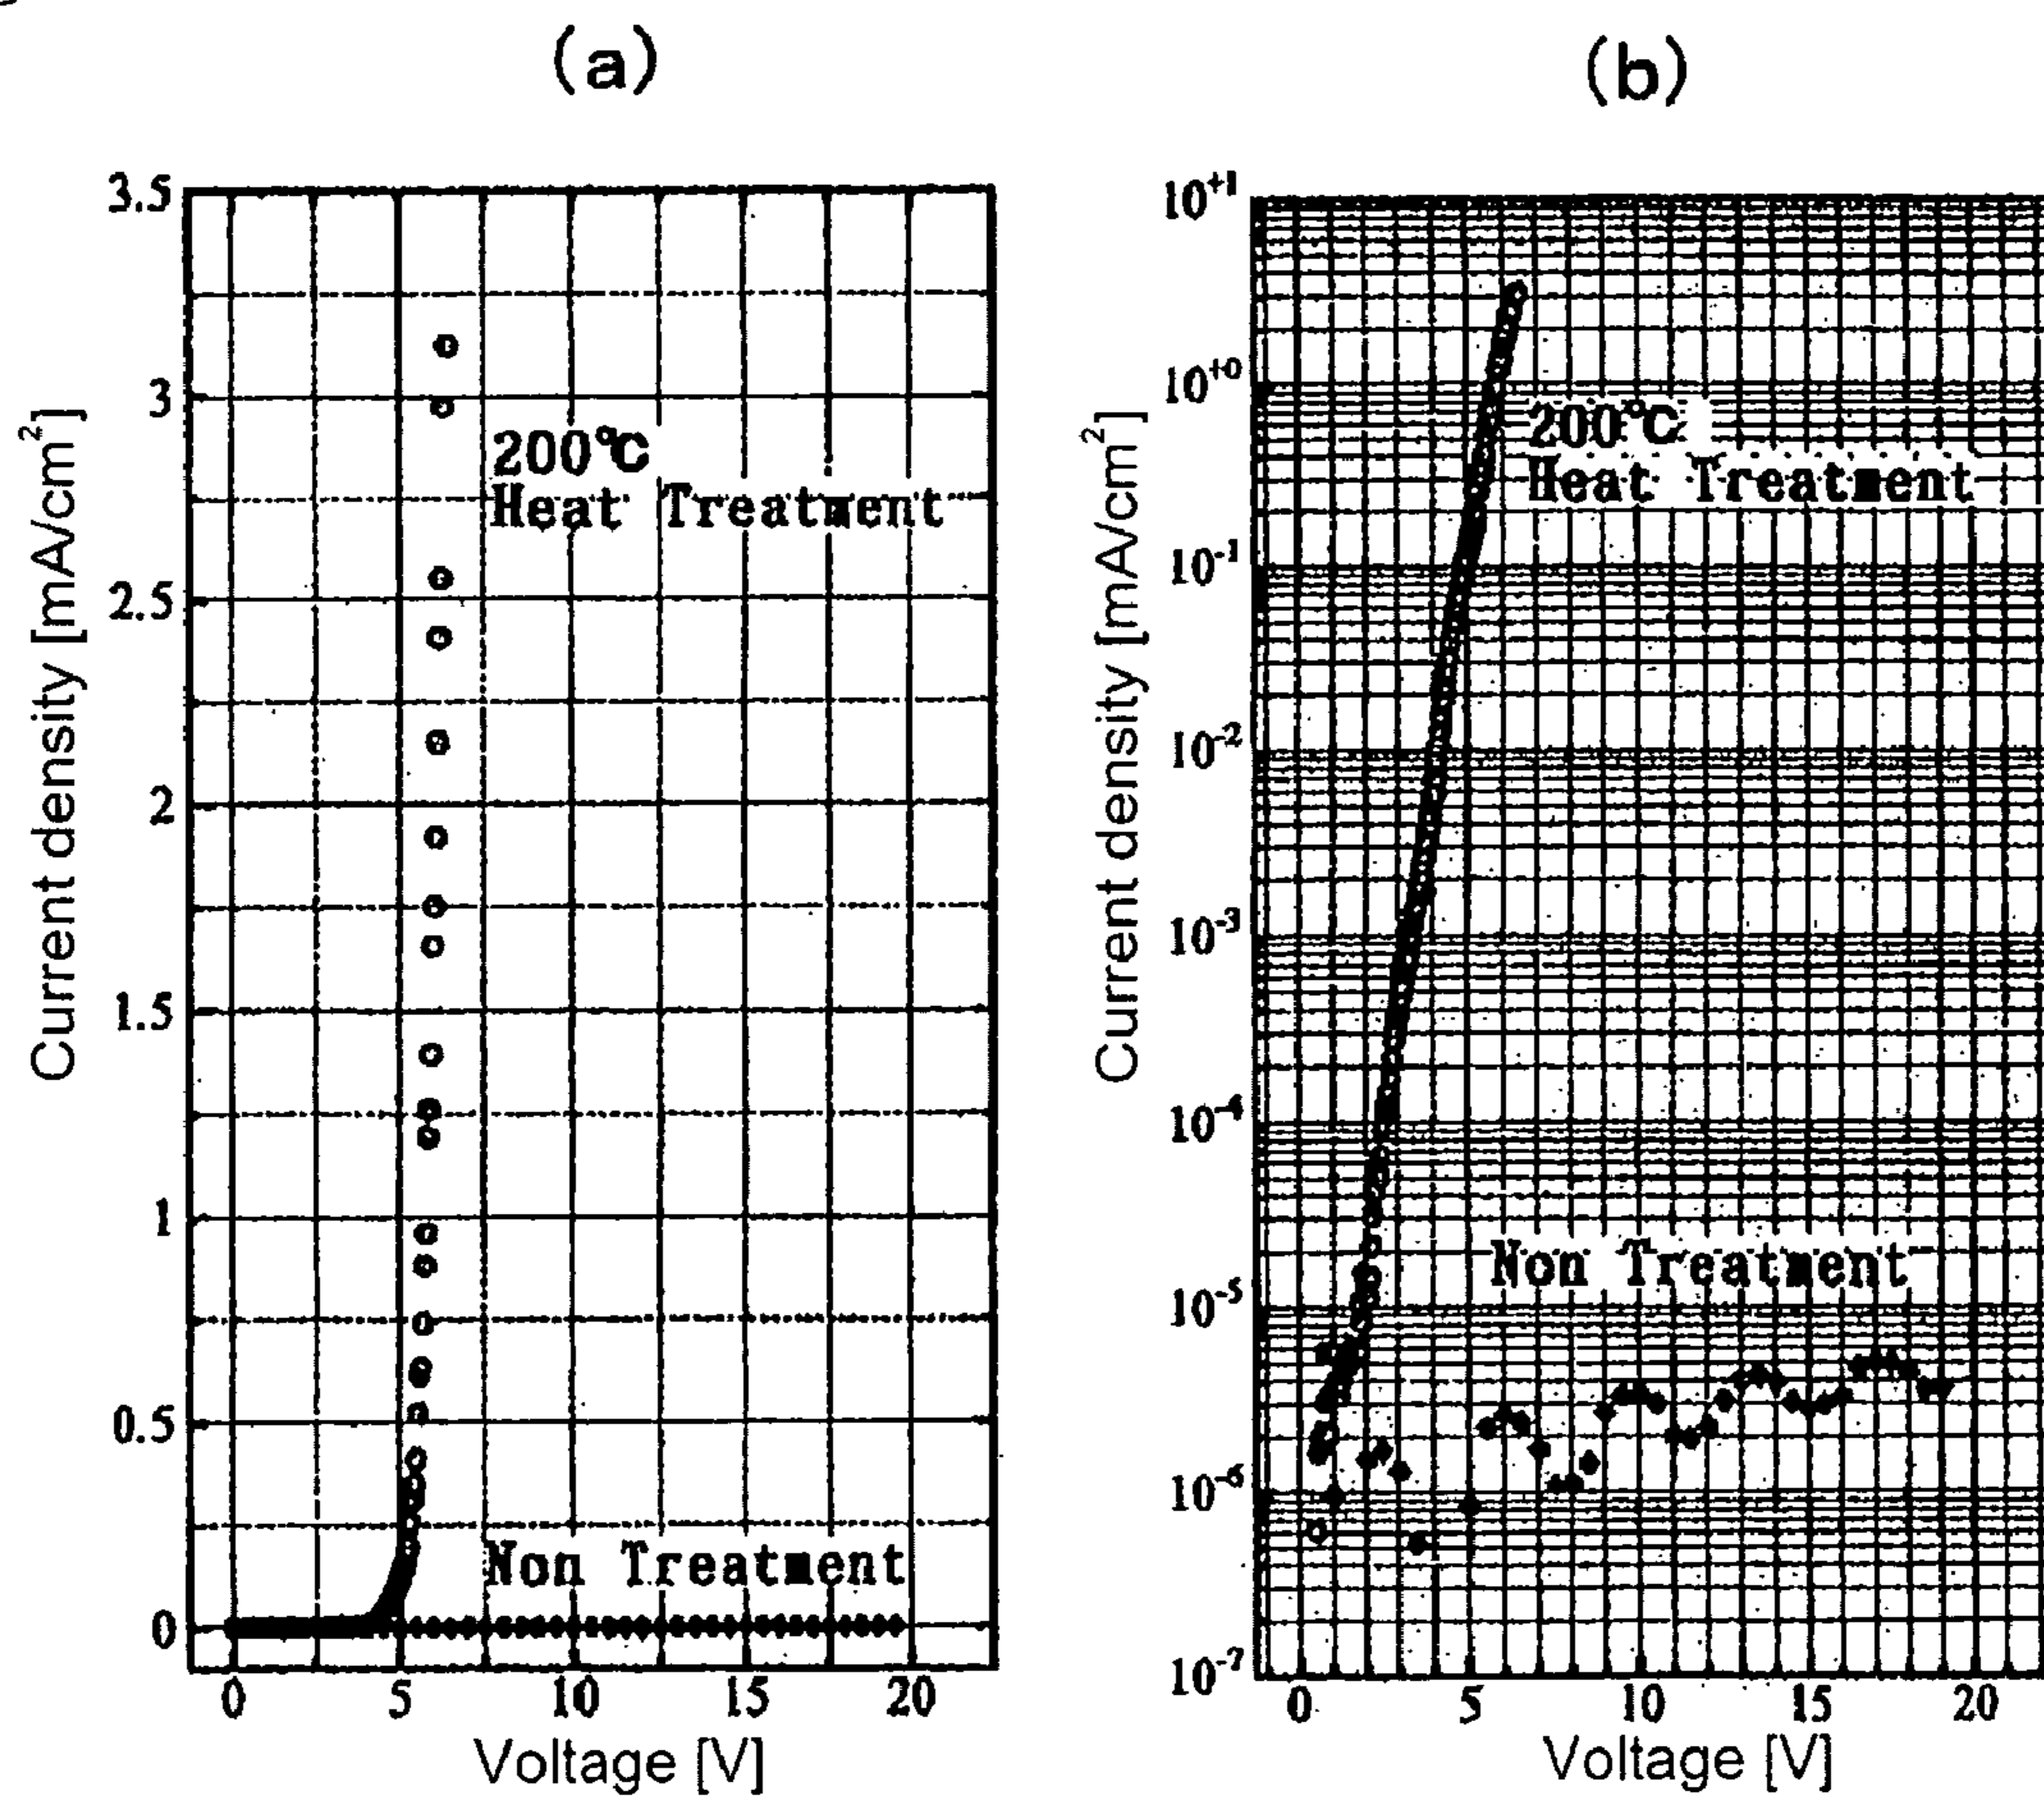 (a)
3.5
3
2.5
2
1.5
1
0.5
0
Current density [mA/cm²]
200℃
Heat Treatment
Non Treatment
0 5 10 15 20
Voltage [V]
(b)
10⁺¹
10⁺⁰
10⁻¹
10⁻²
10⁻³
10⁻⁴
10⁻⁵
10⁻⁶
10⁻⁷
Current density [mA/cm²]
200℃
Heat Treatment
Non Treatment
0 5 10 15 20
Voltage [V]